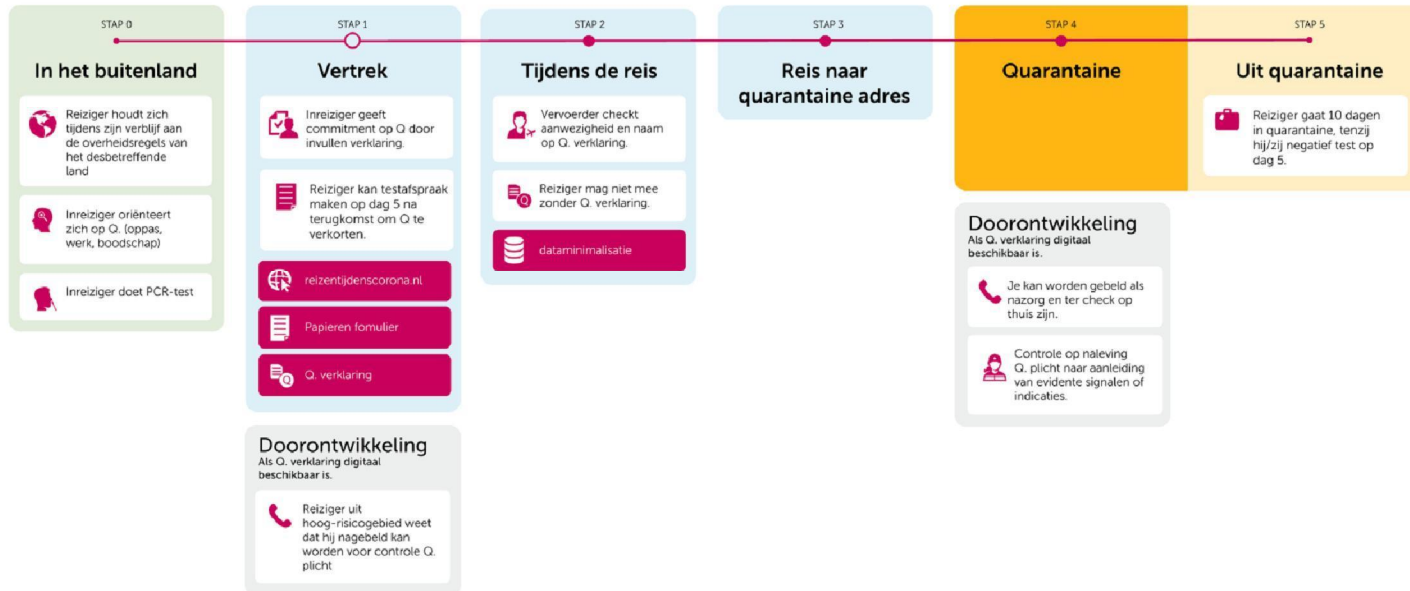 STAP 0
In het buitenland
Reiziger houdt zich
tijdens zijn verblijf aan
de overheidsregels van
het desbetreffende
land
Inreiziger oriënteert
zich op Q. (oppas,
werk, boodschap)
Inreiziger doet PCR-test
STAP 1
Vertrek
Inreiziger geeft
commitment op Q door
invullen verklaring.
Reiziger kan testafspraak
maken op dag 5 na
terugkomst om Q te
verkorten.
reizentijdenscorona.nl
Papieren fomulier
Q. verklaring
Doorontwikkeling
Als Q. verklaring digitaal
beschikbaar is.
Reiziger uit
hoog-risicogebied weet
dat hij nagebeld kan
worden voor controle Q.
plicht
STAP 2
Tijdens de reis
Vervoerder checkt
aanwezigheid en naam
op Q. verklaring.
Reiziger mag niet mee
zonder Q. verklaring.
dataminimalisatie
STAP 3
Reis naar
quarantaine adres
STAP 4
Quarantaine
Doorontwikkeling
Als Q. verklaring digitaal
beschikbaar is.
Je kan worden gebeld als
nazorg en ter check op
thuis zijn.
Controle op naleving
Q. plicht naar aanleiding
van evidente signalen of
indicaties.
STAP 5
Uit quarantaine
Reiziger gaat 10 dagen
in quarantaine, tenzij
hij/zij negatief test op
dag 5.